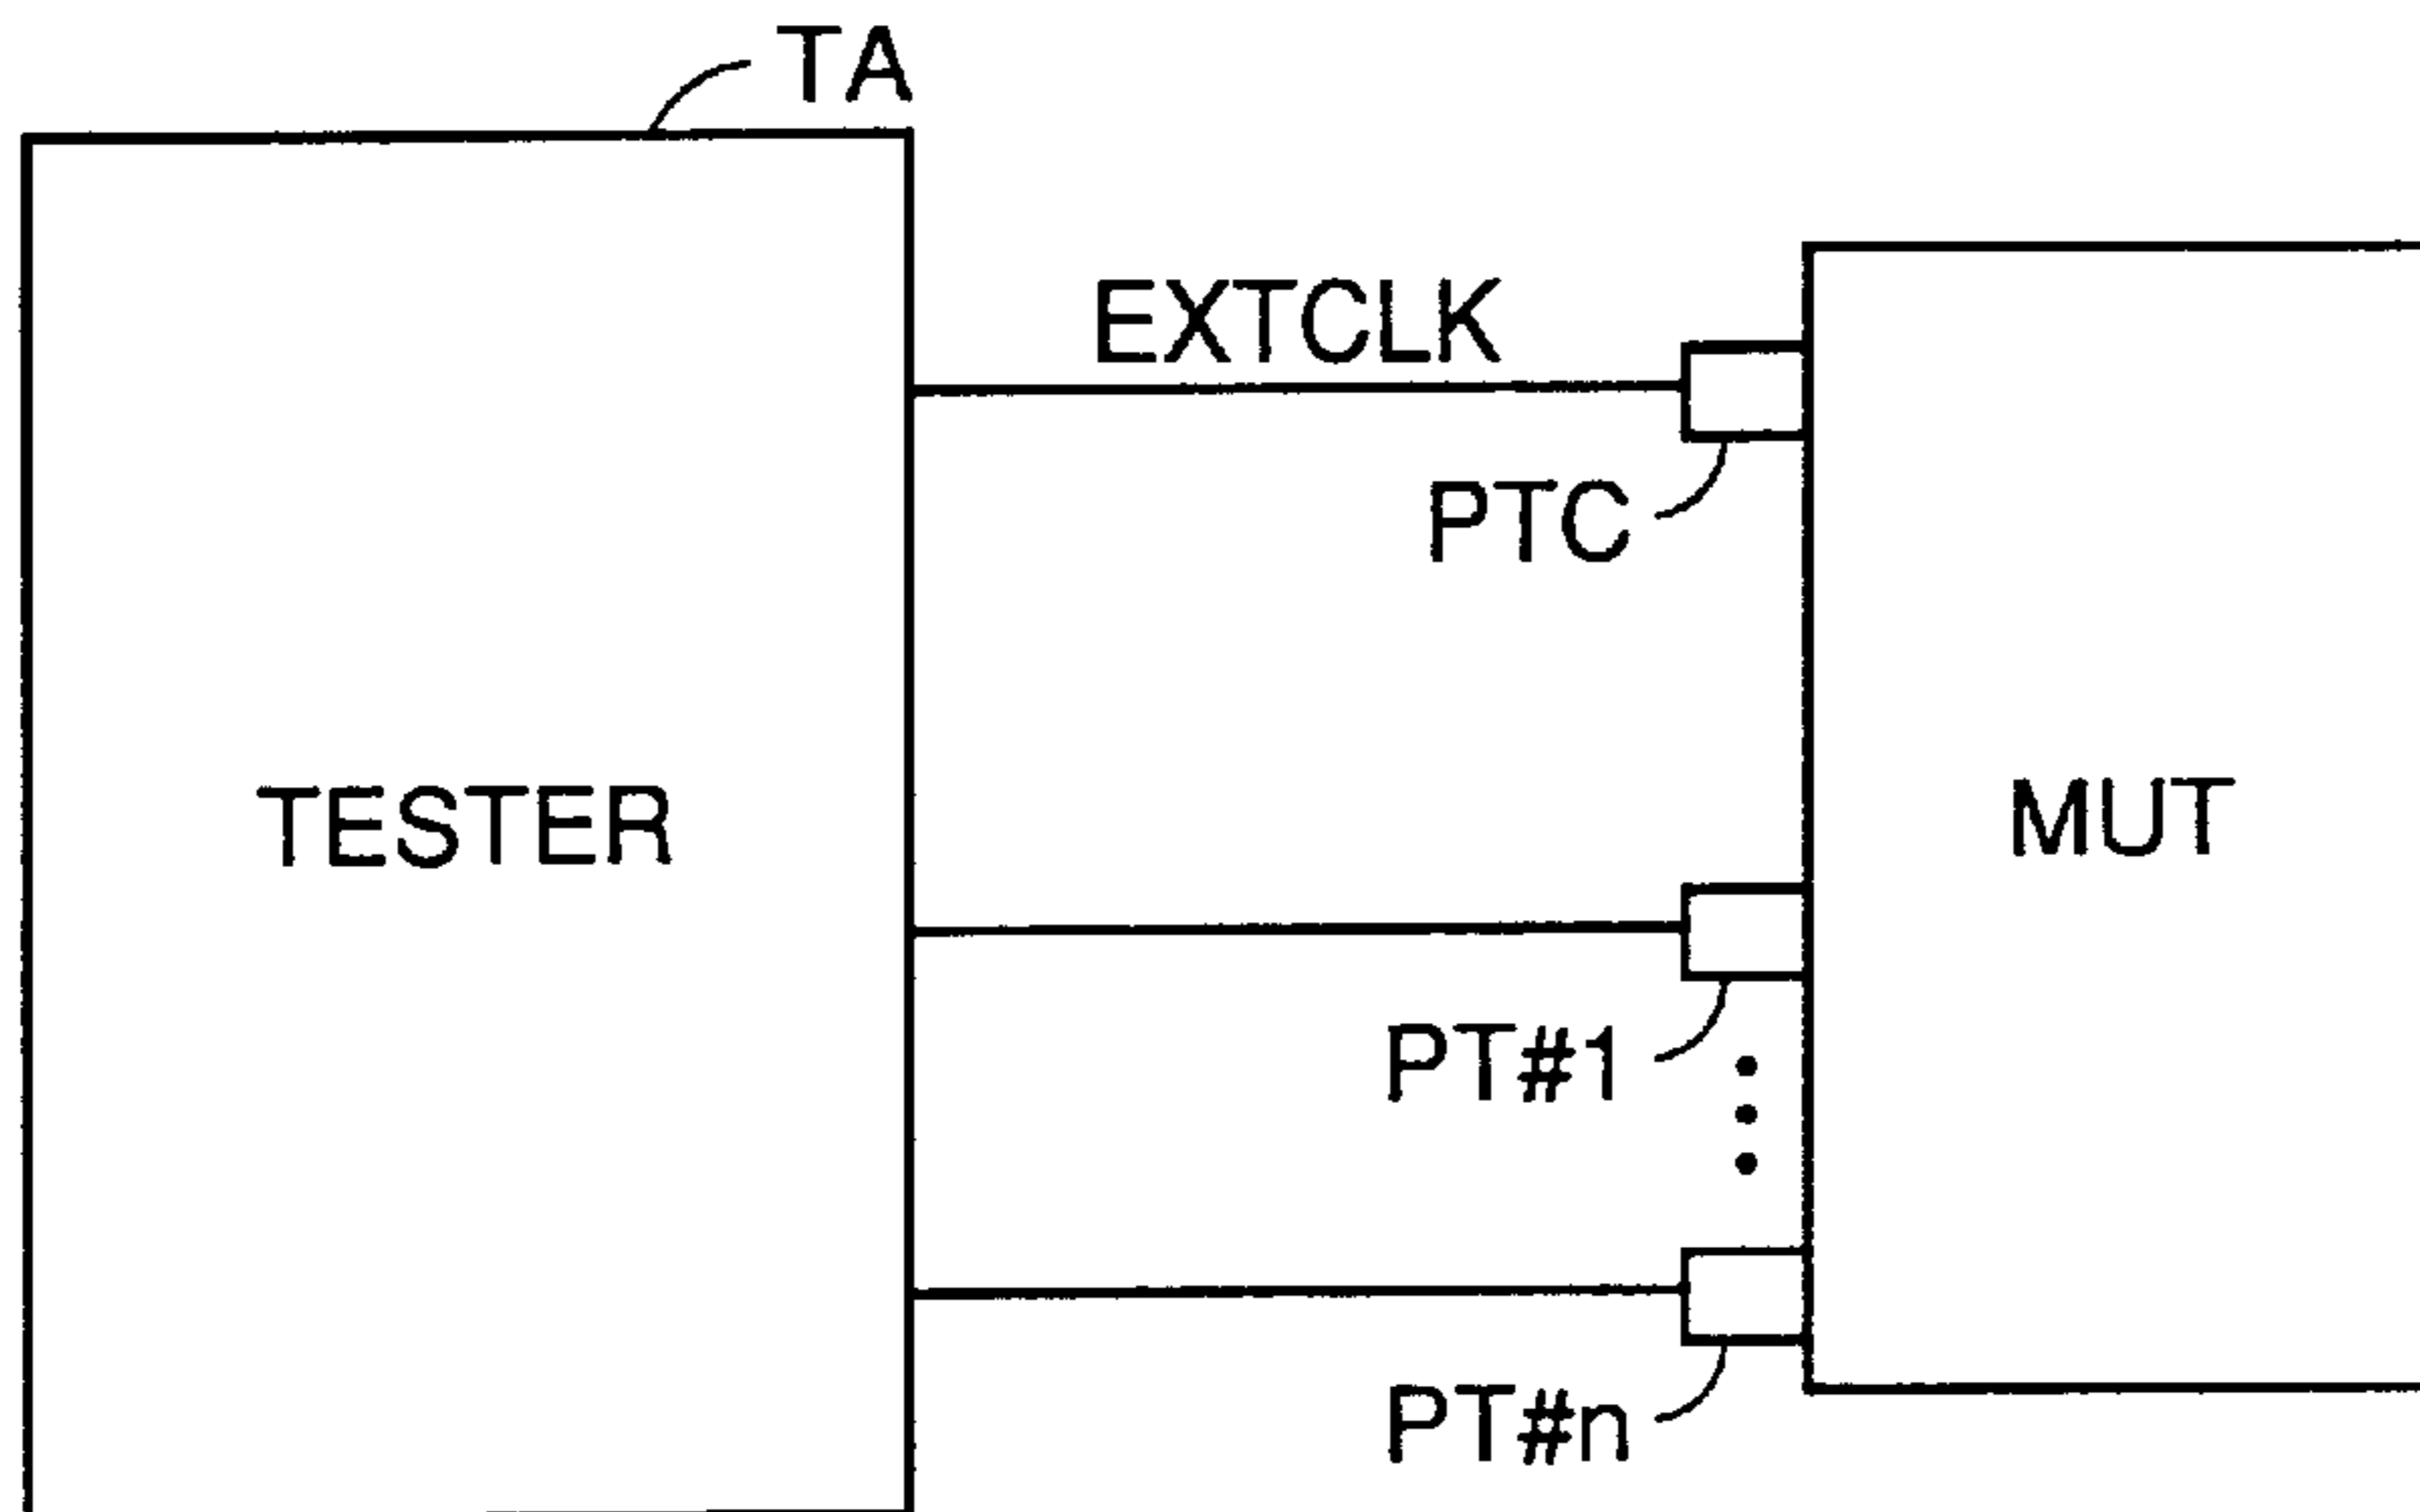 TA
EXTCLK
PTC
TESTER
MUT
PT#1
PT#n